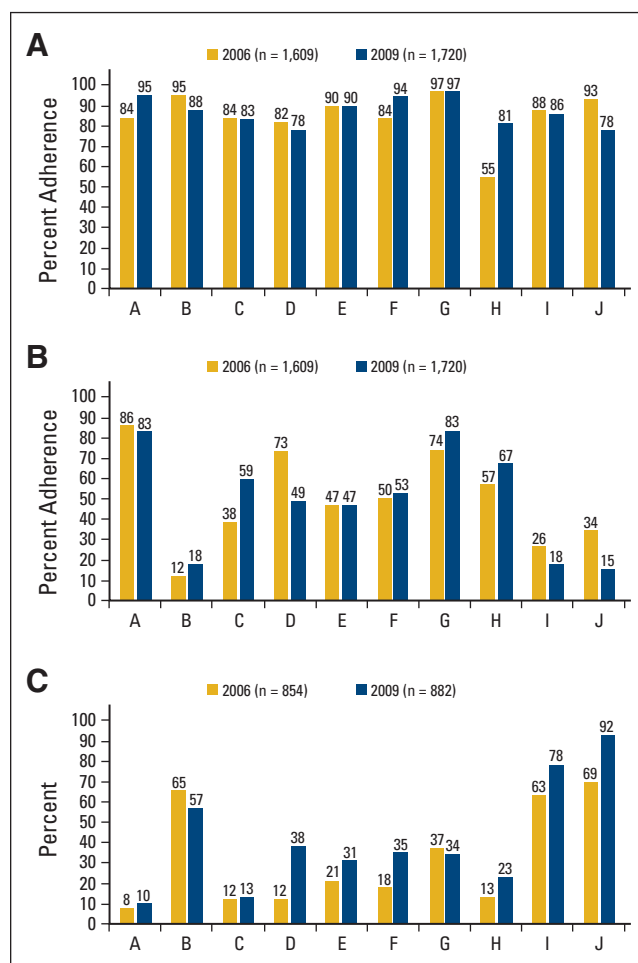 A
2006 (n = 1,609) 2009 (n = 1,720)
Percent Adherence
100
90
80
70
60
50
40
30
20
10
0
84 95 95 88 84 83 82 78 90 90 84 94 97 97 55 81 88 86 93 78
A B C D E F G H I J
B
2006 (n = 1,609) 2009 (n = 1,720)
Percent Adherence
100
90
80
70
60
50
40
30
20
10
0
86 83 12 18 38 59 73 49 47 47 50 53 74 83 57 67 26 18 34 15
A B C D E F G H I J
C
2006 (n = 854) 2009 (n = 882)
Percent
100
90
80
70
60
50
40
30
20
10
0
8 10 65 57 12 13 12 38 21 31 18 35 37 34 13 23 63 78 69 92
A B C D E F G H I J